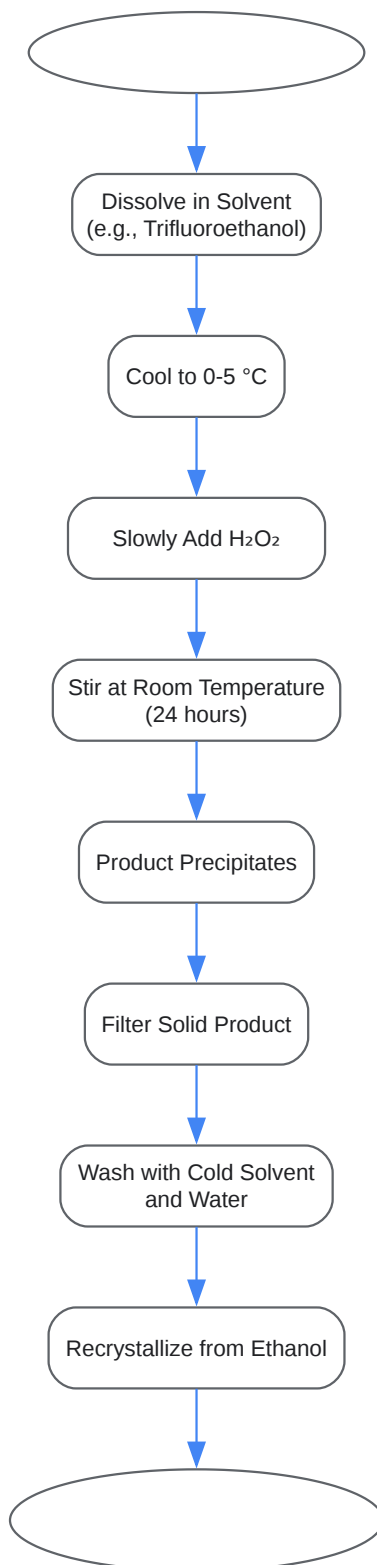 Dissolve in Solvent
(e.g., Trifluoroethanol)
Cool to 0-5 °C
Slowly Add H₂O₂
Stir at Room Temperature
(24 hours)
Product Precipitates
Filter Solid Product
Wash with Cold Solvent
and Water
Recrystallize from Ethanol